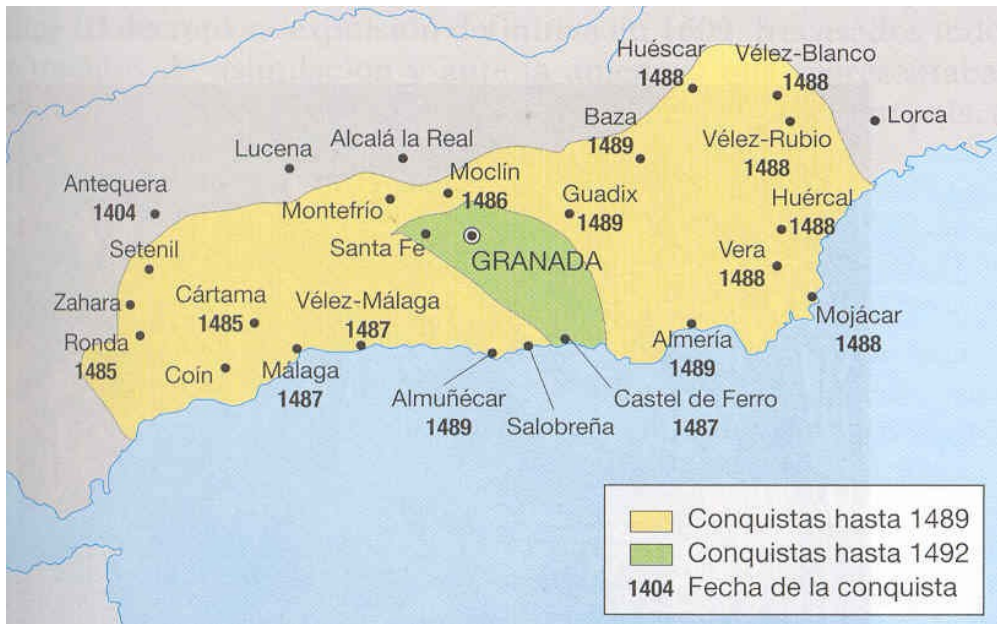 Huéscar
1488
Vélez-Blanco
1488
Baza
1489
Lorca
Alcalá la Real
Lucena
Vélez-Rubio
1488
Moclín
1486
Antequera
1404
Guadix
1489
Huércal
1488
Montefrío
Santa Fe
GRANADA
Setenil
Vera
1488
Zahara
Cártama
1485
Vélez-Málaga
1487
Mojácar
1488
Ronda
1485
Coín
Málaga
1487
Almería
1489
Almuñécar
1489
Salobreña
Castel de Ferro
1487
Conquistas hasta 1489
Conquistas hasta 1492
1404 Fecha de la conquista